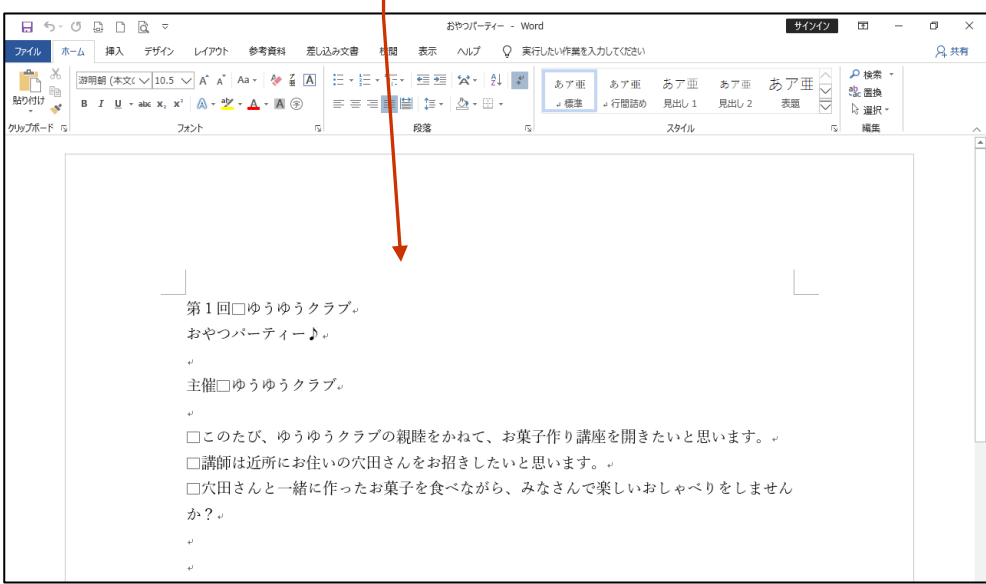 おやつパーティー - Word
サインイン
ファイル ホーム 挿入 デザイン レイアウト 参考資料 差し込み文書 校閲 表示 ヘルプ 実行したい作業を入力してください 共有
貼り付け
游明朝 (本文( 10.5 A A Aa A
B I U abc x₂ x² A aby A A 字
あア亜 あア亜 あア亜 あア亜 あア亜
↲ 標準 ↲ 行間詰め 見出し 1 見出し 2 表題
検索
置換
選択
クリップボード フォント 段落 スタイル 編集
第１回□ゆうゆうクラブ↲
おやつパーティー♪↲
↲
主催□ゆうゆうクラブ↲
↲
□このたび、ゆうゆうクラブの親睦をかねて、お菓子作り講座を開きたいと思います。↲
□講師は近所にお住いの穴田さんをお招きしたいと思います。↲
□穴田さんと一緒に作ったお菓子を食べながら、みなさんで楽しいおしゃべりをしません
か？↲
↲
↲